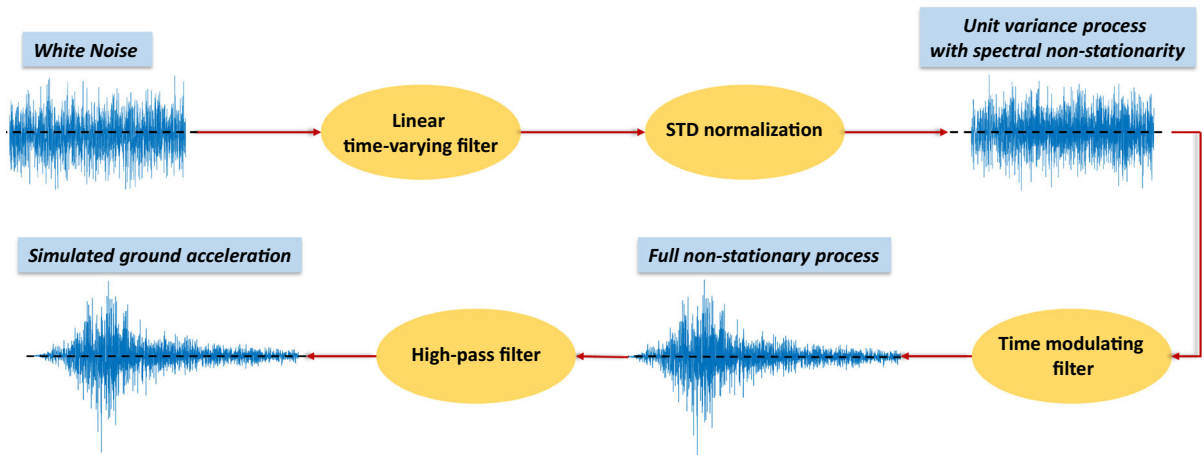 White Noise
Linear
time-varying filter
STD normalization
Unit variance process
with spectral non-stationarity
Simulated ground acceleration
High-pass filter
Full non-stationary process
Time modulating
filter